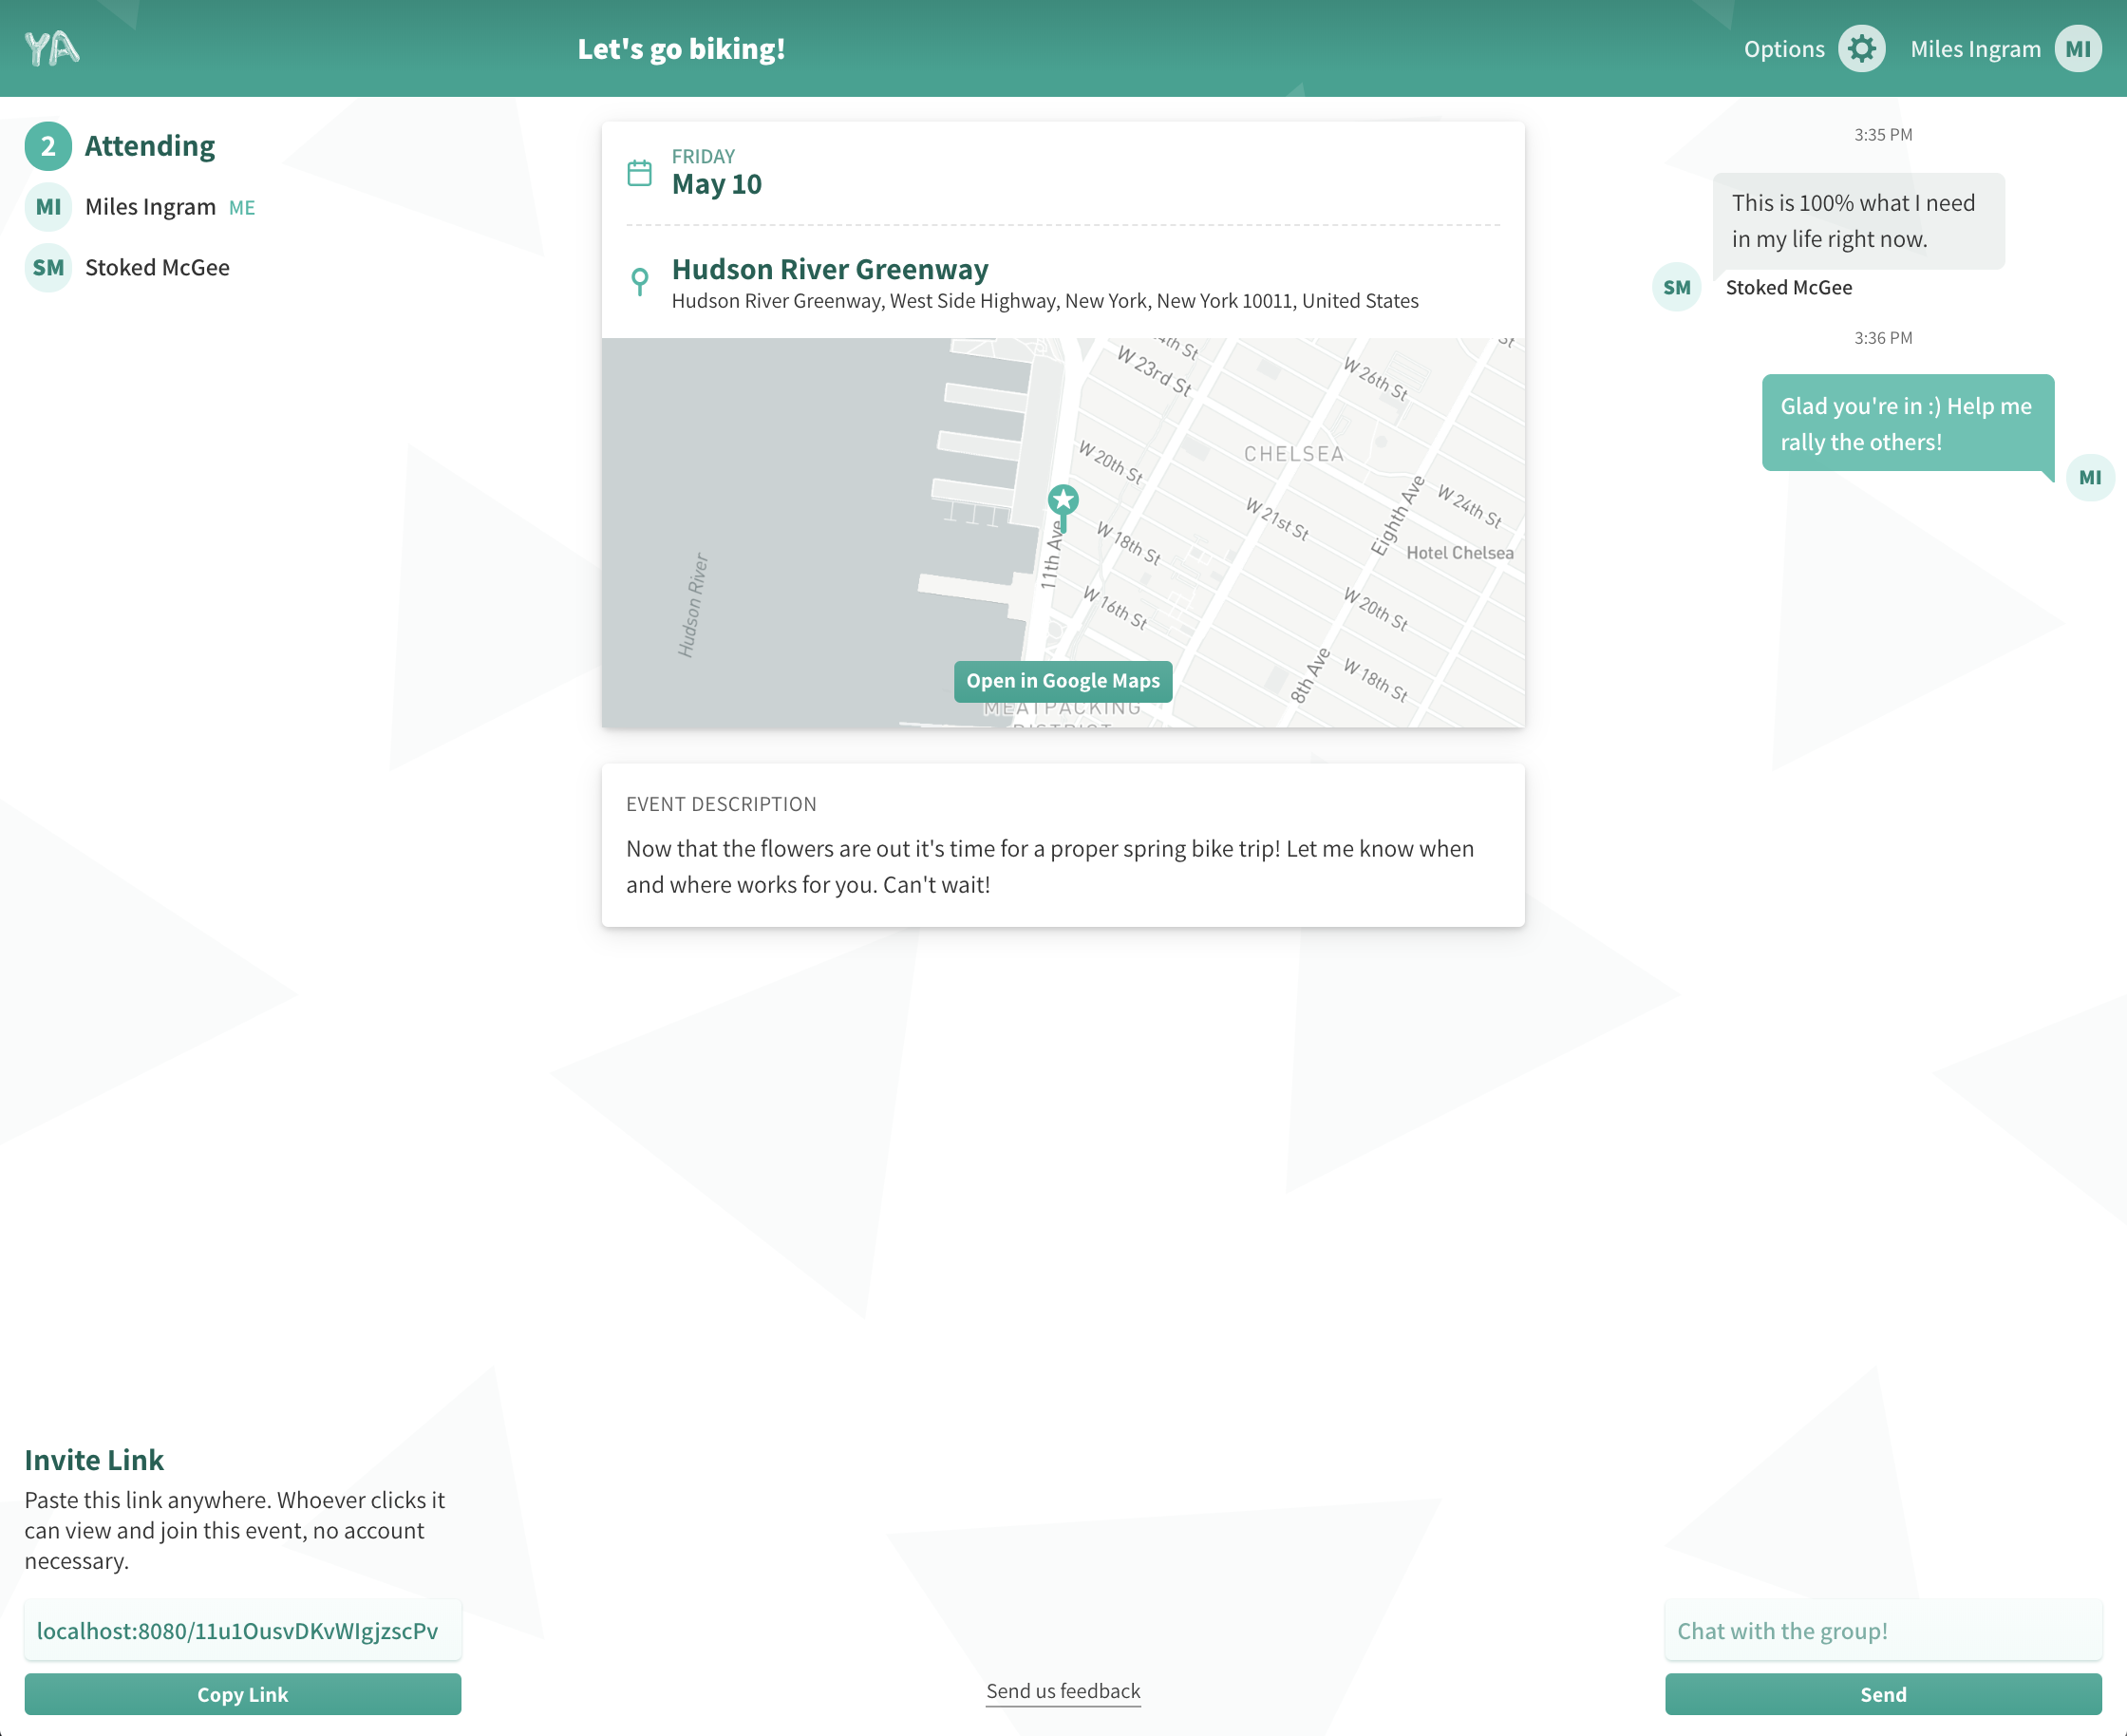 YA
Let's go biking!
Options
Miles Ingram
MI
2
Attending
MI
Miles Ingram
ME
SM
Stoked McGee
FRIDAY
May 10
Hudson River Greenway
Hudson River Greenway, West Side Highway, New York, New York 10011, United States
W 23rd St
W 26th St
CHELSEA
W 20th St
W 24th St
W 21st St
Eighth Ave
W 18th St
11th Ave
Hotel Chelsea
Hudson River
W 16th St
W 20th St
8th Ave
W 18th St
Open in Google Maps
MEATPACKING
DISTRICT
EVENT DESCRIPTION
Now that the flowers are out it's time for a proper spring bike trip! Let me know when
and where works for you. Can't wait!
3:35 PM
This is 100% what I need
in my life right now.
SM
Stoked McGee
3:36 PM
Glad you're in :) Help me
rally the others!
MI
Invite Link
Paste this link anywhere. Whoever clicks it
can view and join this event, no account
necessary.
localhost:8080/11u1OusvDKvWIgjzscPv
Copy Link
Send us feedback
Chat with the group!
Send